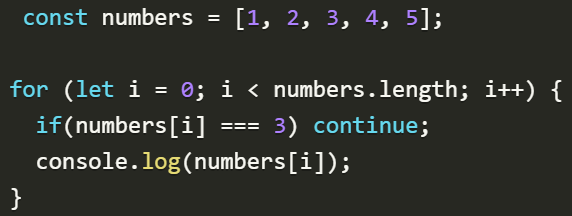 const numbers = [1, 2, 3, 4, 5];
for (let i = 0; i < numbers.length; i++) {
if(numbers[i] === 3) continue;
console.log(numbers[i]);
}